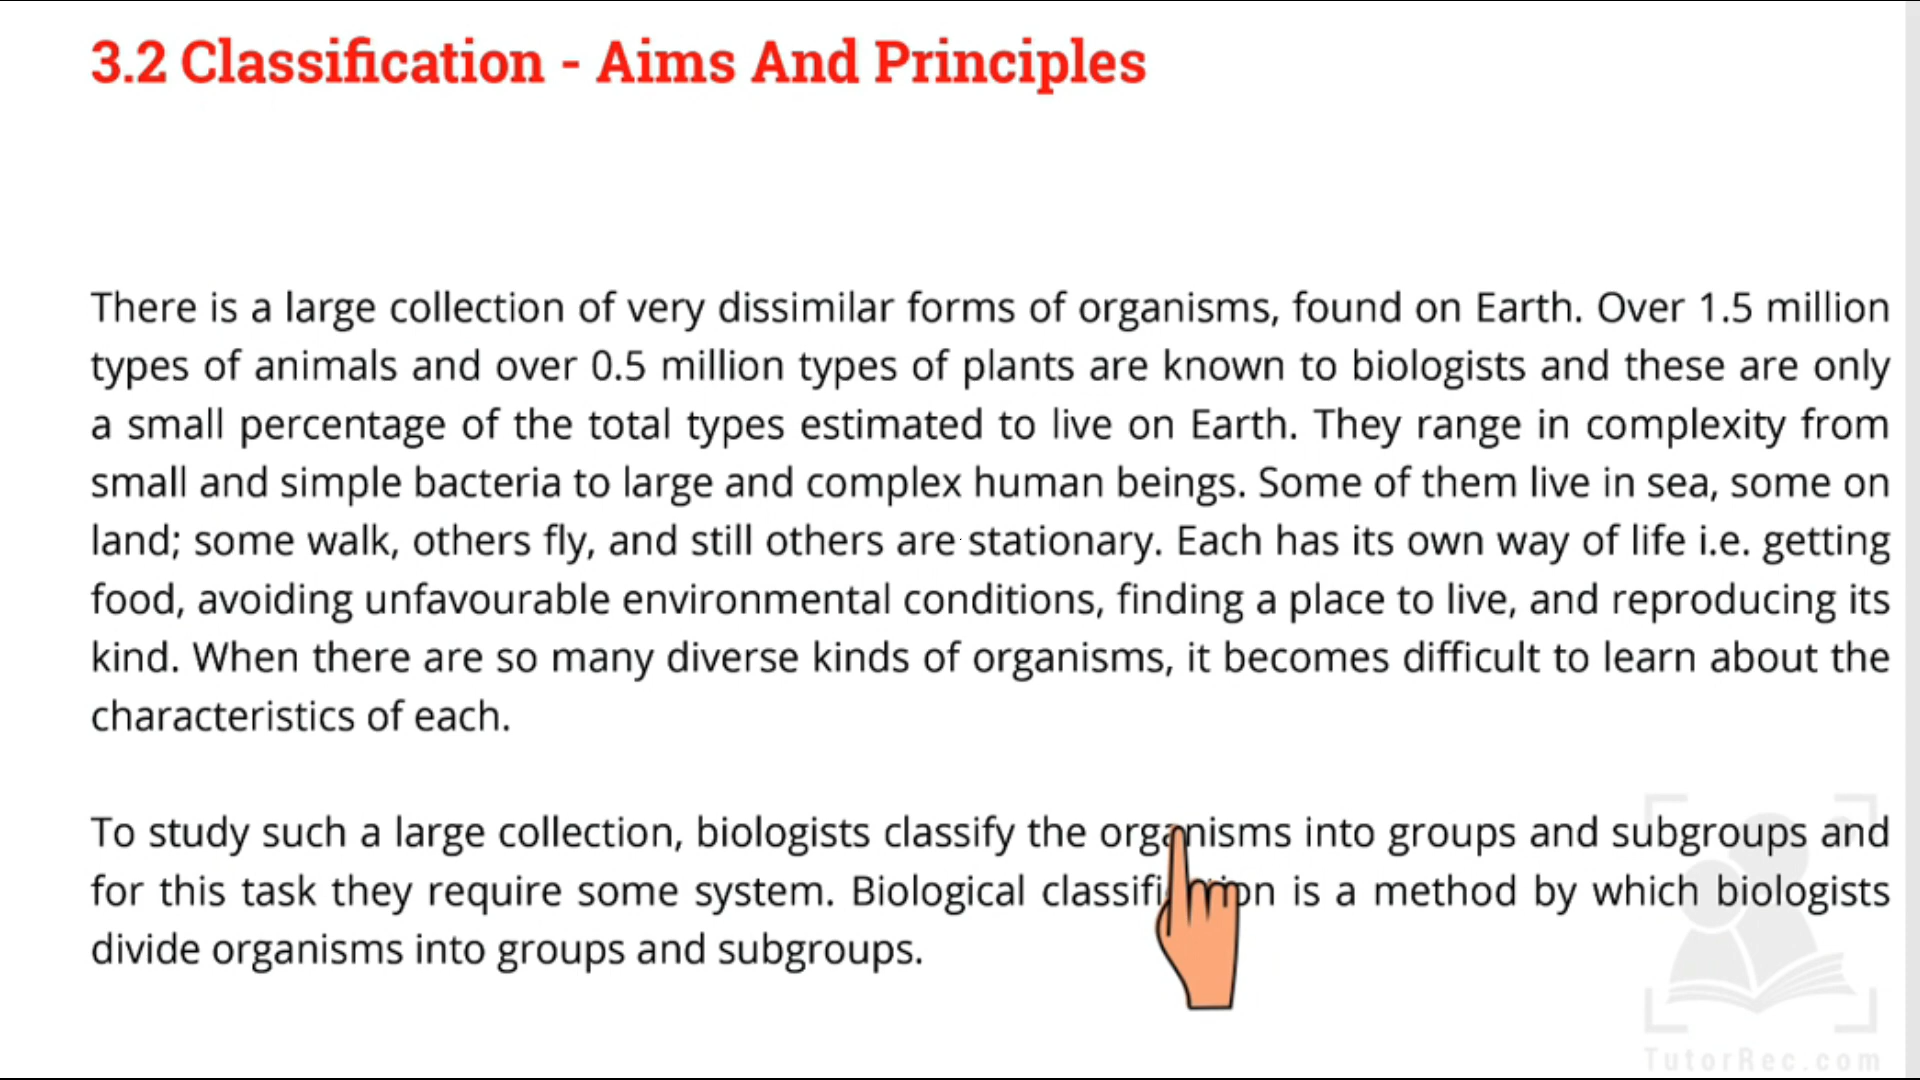 3.2 Classification - Aims And Principles
There is a large collection of very dissimilar forms of organisms, found on Earth. Over 1.5 million
types of animals and over 0.5 million types of plants are known to biologists and these are only
a small percentage of the total types estimated to live on Earth. They range in complexity from
small and simple bacteria to large and complex human beings. Some of them live in sea, some on
land; some walk, others fly, and still others are stationary. Each has its own way of life i.e. getting
food, avoiding unfavourable environmental conditions, finding a place to live, and reproducing its
kind. When there are so many diverse kinds of organisms, it becomes difficult to learn about the
characteristics of each.
To study such a large collection, biologists classify the organisms into groups and subgroups and
for this task they require some system. Biological classification is a method by which biologists
divide organisms into groups and subgroups.
TutorRec.com